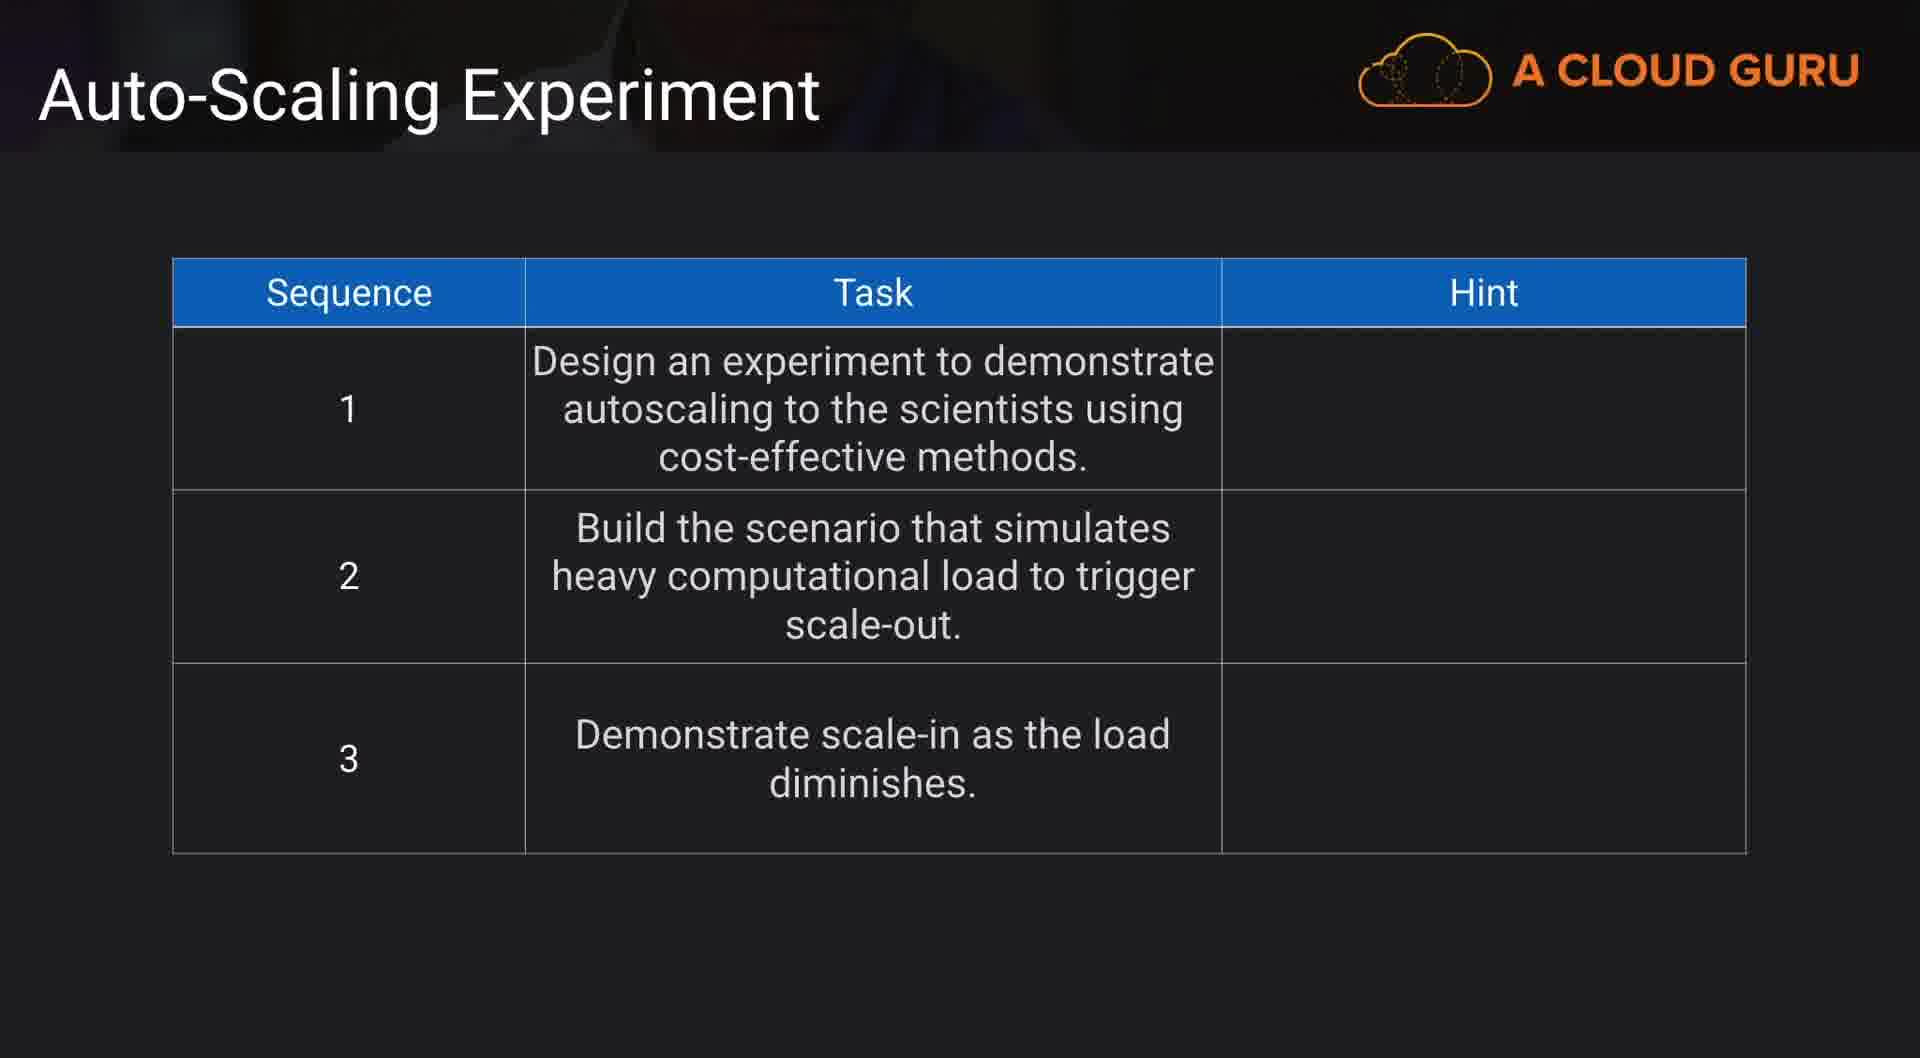 Auto-Scaling Experiment
A CLOUD GURU
Sequence
Task
Hint
1
Design an experiment to demonstrate
autoscaling to the scientists using
cost-effective methods.
2
Build the scenario that simulates
heavy computational load to trigger
scale-out.
3
Demonstrate scale-in as the load
diminishes.